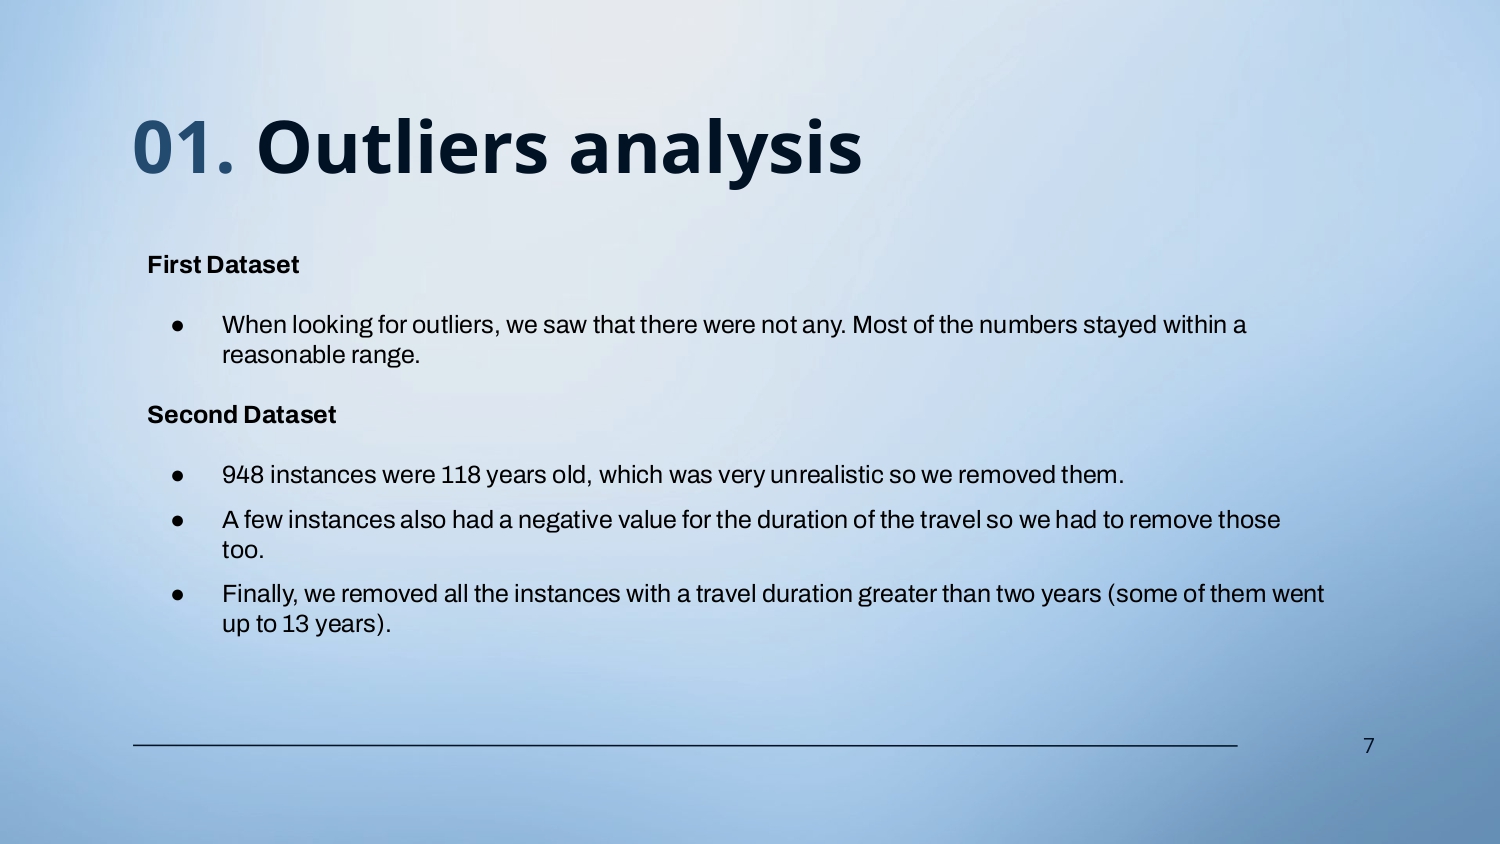 01. Outliers analysis
First Dataset
● When looking for outliers, we saw that there were not any. Most of the numbers stayed within a
reasonable range.
Second Dataset
● 948 instances were 118 years old, which was very unrealistic so we removed them.
● A few instances also had a negative value for the duration of the travel so we had to remove those
too.
● Finally, we removed all the instances with a travel duration greater than two years (some of them went
up to 13 years).
7